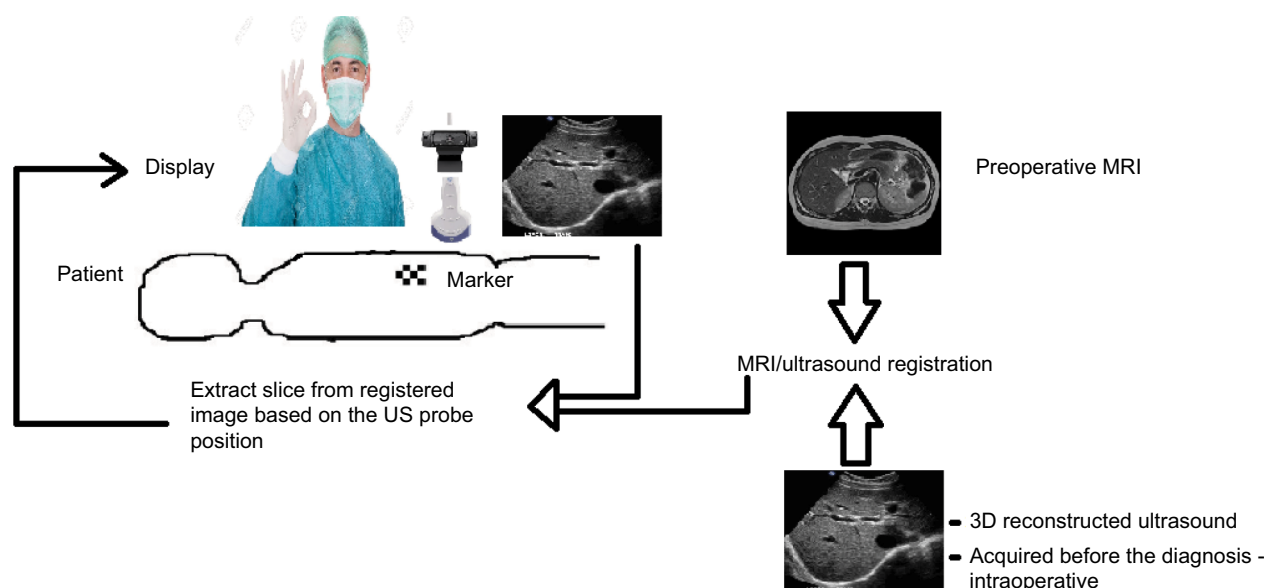 Display
Preoperative MRI
Patient
Marker
MRI/ultrasound registration
Extract slice from registered
image based on the US probe
position
3D reconstructed ultrasound
Acquired before the diagnosis -
intraoperative